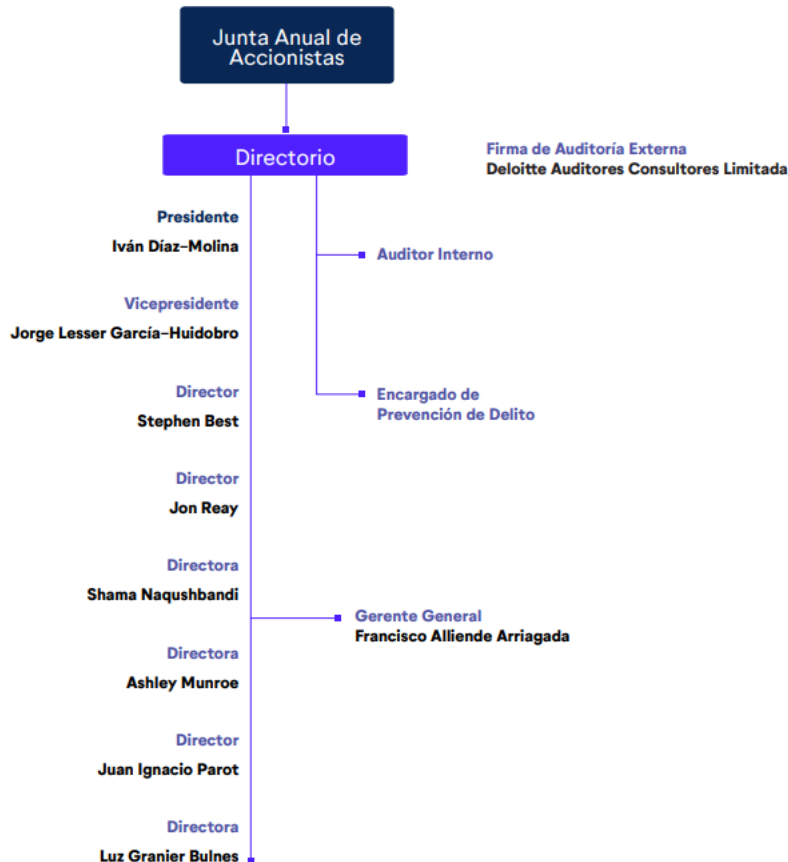 Junta Anual de
Accionistas
Directorio
Firma de Auditoría Externa
Deloitte Auditores Consultores Limitada
Presidente
Iván Díaz-Molina
Auditor Interno
Vicepresidente
Jorge Lesser García-Huidobro
Director
Stephen Best
Encargado de
Prevención de Delito
Director
Jon Reay
Directora
Shama Naqushbandi
Gerente General
Francisco Alliende Arriagada
Directora
Ashley Munroe
Director
Juan Ignacio Parot
Directora
Luz Granier Bulnes